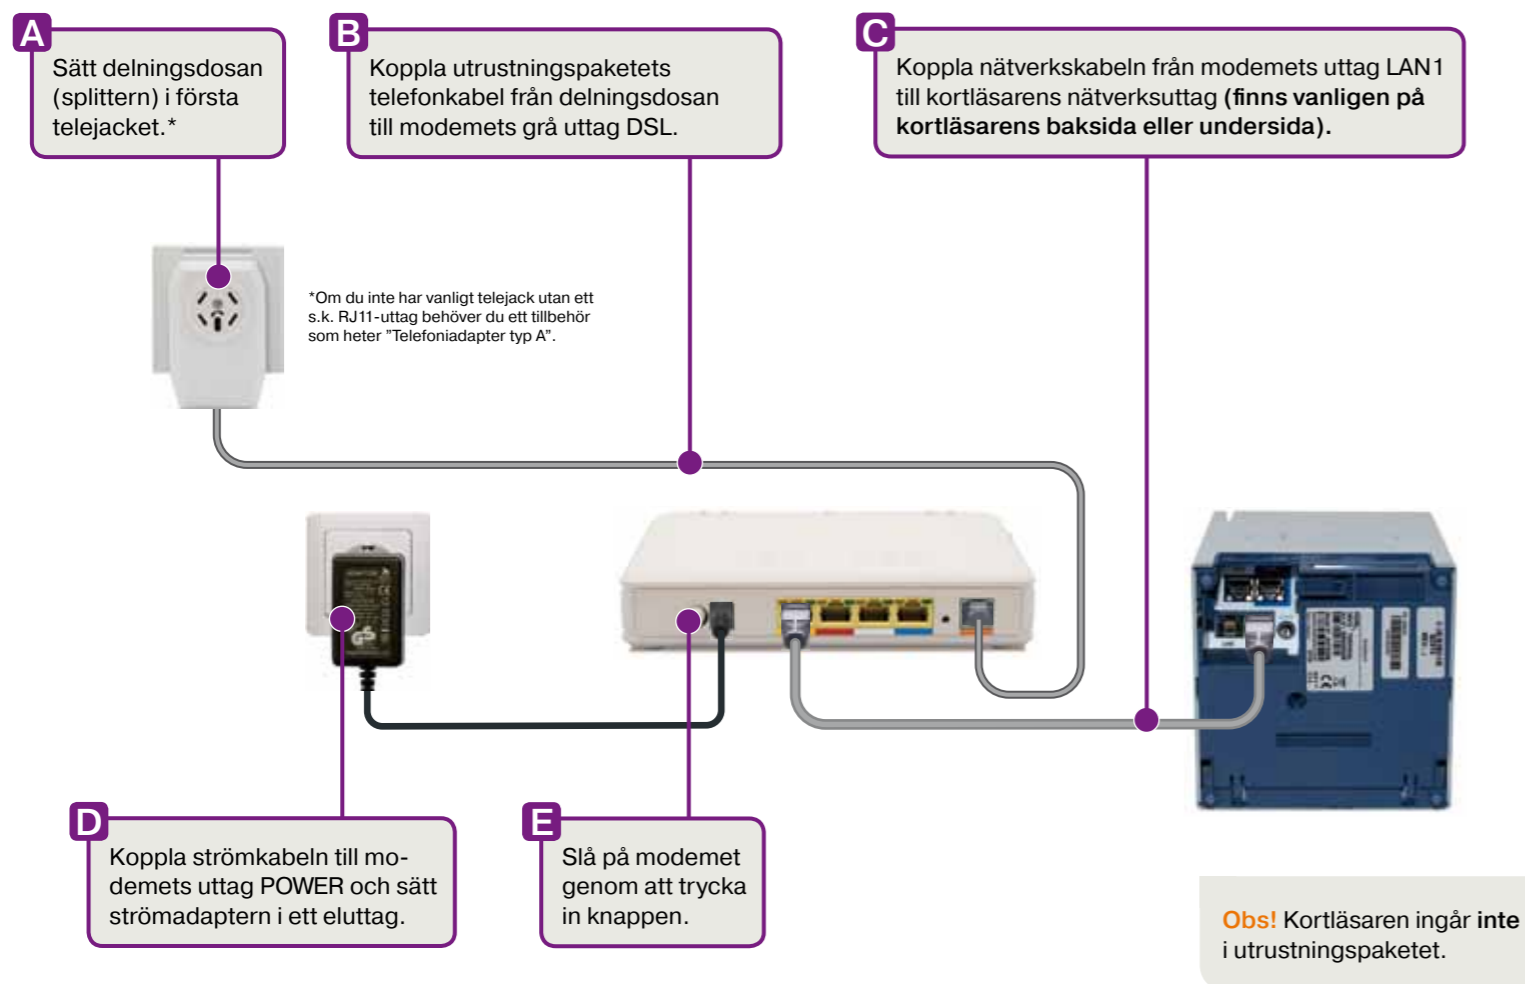 A
Sätt delningsdosan
(splittern) i första
telejacket.*
B
Koppla utrustningspaketets
telefonkabel från delningsdosan
till modemets grå uttag DSL.
C
Koppla nätverkskabeln från modemets uttag LAN1
till kortläsarens nätverksuttag (finns vanligen på
kortläsarens baksida eller undersida).
*Om du inte har vanligt telejack utan ett
s.k. RJ11-uttag behöver du ett tillbehör
som heter ”Telefoniadapter typ A”.
D
Koppla strömkabeln till mo-
demets uttag POWER och sätt
strömadaptern i ett eluttag.
E
Slå på modemet
genom att trycka
in knappen.
Obs! Kortläsaren ingår inte
i utrustningspaketet.